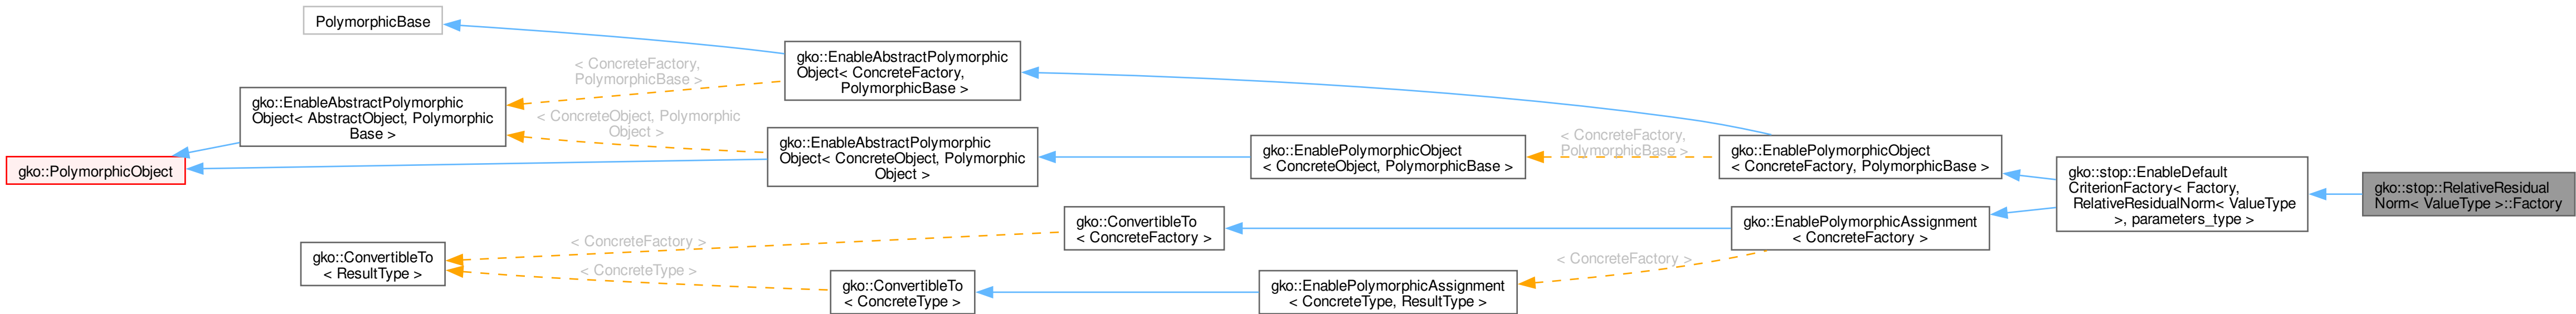 PolymorphicBase
gko::EnableAbstractPolymorphic
Object< ConcreteFactory,
PolymorphicBase >
< ConcreteFactory,
PolymorphicBase >
gko::EnableAbstractPolymorphic
Object< AbstractObject, Polymorphic
Base >
< ConcreteObject, Polymorphic
Object >
gko::EnableAbstractPolymorphic
Object< ConcreteObject, Polymorphic
Object >
gko::PolymorphicObject
gko::EnablePolymorphicObject
< ConcreteObject, PolymorphicBase >
< ConcreteFactory,
PolymorphicBase >
gko::EnablePolymorphicObject
< ConcreteFactory, PolymorphicBase >
gko::stop::EnableDefault
CriterionFactory< Factory,
RelativeResidualNorm< ValueType
>, parameters_type >
gko::stop::RelativeResidual
Norm< ValueType >::Factory
gko::ConvertibleTo
< ConcreteFactory >
gko::EnablePolymorphicAssignment
< ConcreteFactory >
< ConcreteFactory >
gko::ConvertibleTo
< ResultType >
< ConcreteType >
gko::ConvertibleTo
< ConcreteType >
gko::EnablePolymorphicAssignment
< ConcreteType, ResultType >
< ConcreteFactory >